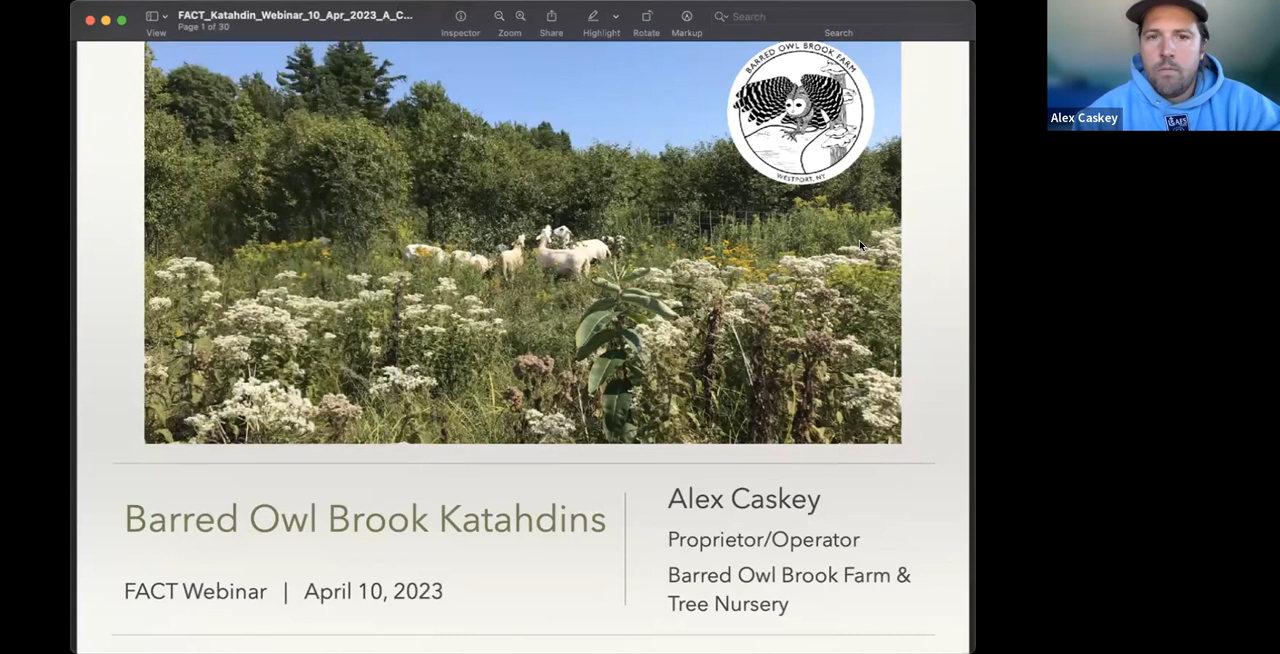 FACT_Katahdin_Webinar_10_Apr_2023_A_C...
Page 1 of 30
View
Inspector
Zoom
Share
Highlight
Rotate
Markup
Search
Search
BARRED OWL BROOK FARM
WESTPORT, NY
Alex Caskey
Barred Owl Brook Katahdins
FACT Webinar | April 10, 2023
Alex Caskey
Proprietor/Operator
Barred Owl Brook Farm &
Tree Nursery